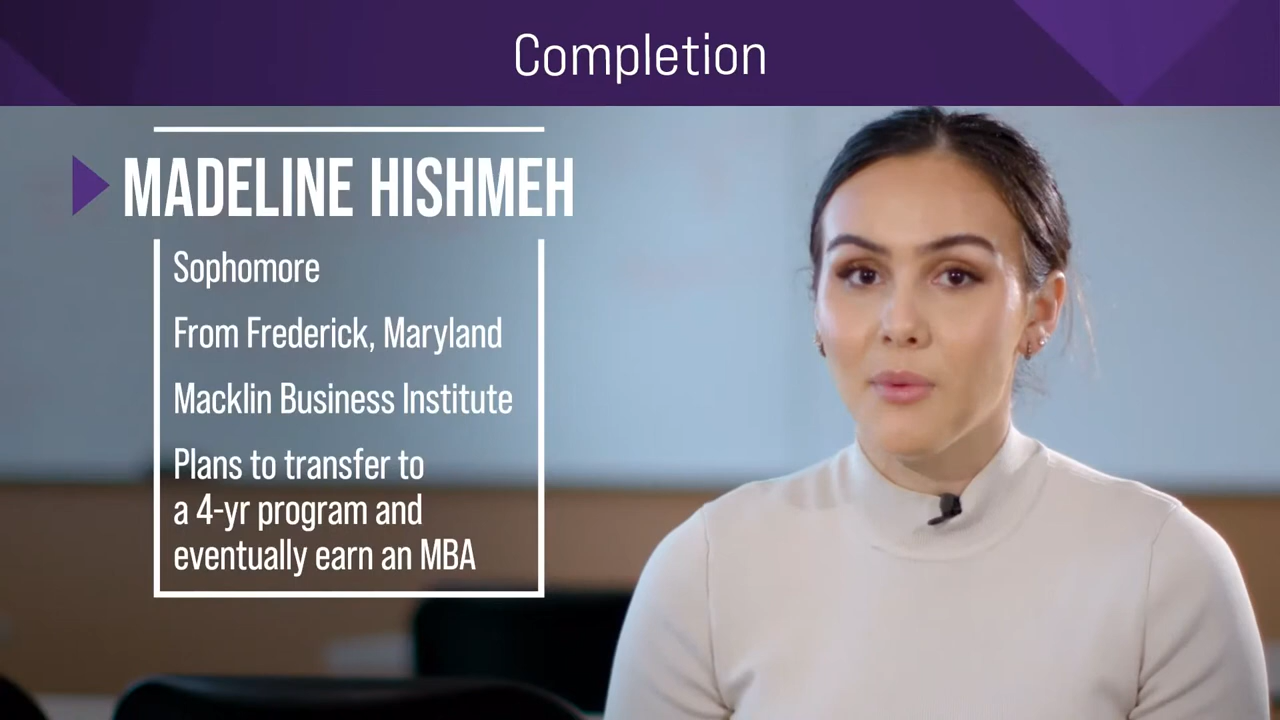 Completion
MADELINE HISHMEH
Sophomore
From Frederick, Maryland
Macklin Business Institute
Plans to transfer to
a 4-yr program and
eventually earn an MBA